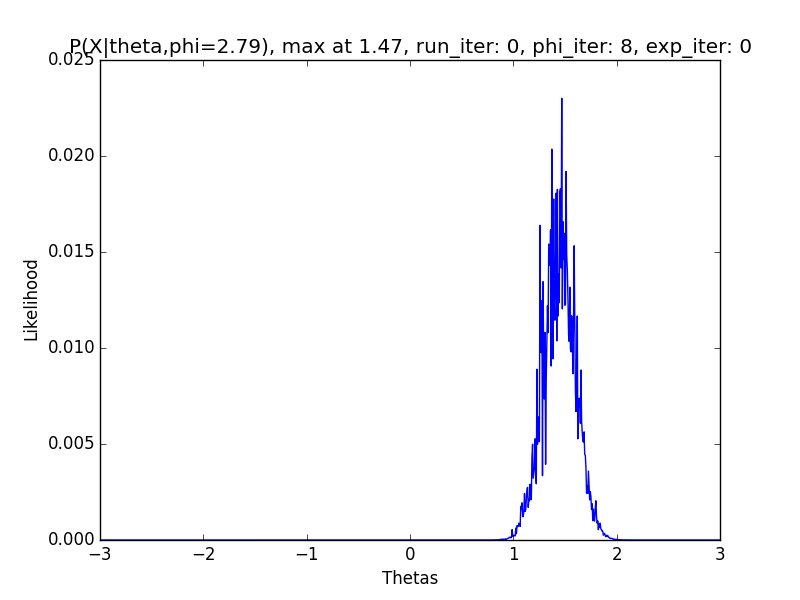 P(X|theta,phi=2.79), max at 1.47, run_iter: 0, phi_iter: 8, exp_iter: 0
0.025
0.020
0.015
0.010
0.005
0.000
Likelihood
−3 −2 −1 0 1 2 3
Thetas